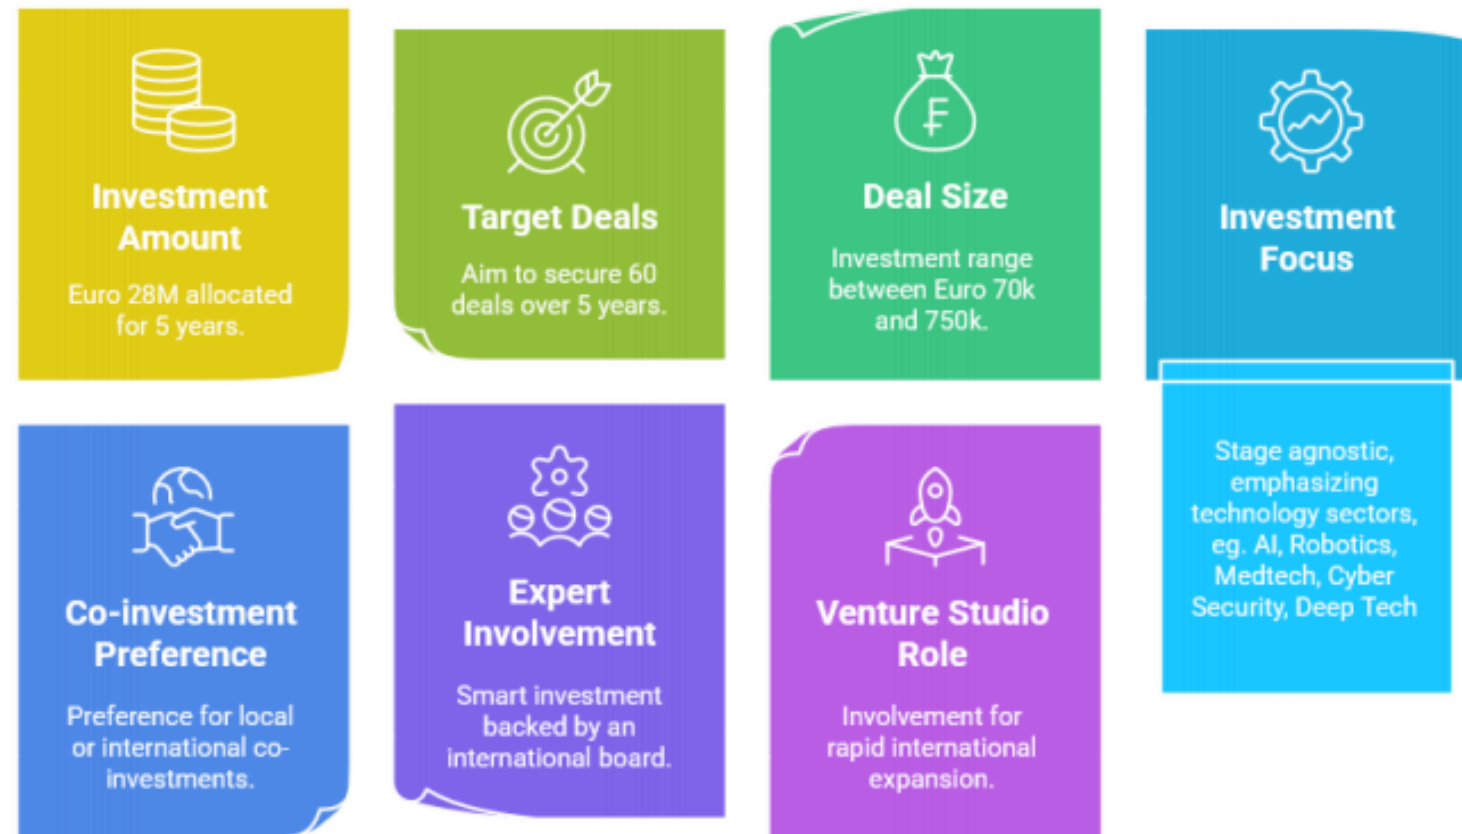 Investment
Amount
Euro 28M allocated
for 5 years.
Target Deals
Aim to secure 60
deals over 5 years.
Deal Size
Investment range
between Euro 70k
and 750k.
Investment
Focus
Stage agnostic,
emphasizing
technology sectors,
eg. AI, Robotics,
Medtech, Cyber
Security, Deep Tech
Co-investment
Preference
Preference for local
or international co-
investments.
Expert
Involvement
Smart investment
backed by an
international board.
Venture Studio
Role
Involvement for
rapid international
expansion.